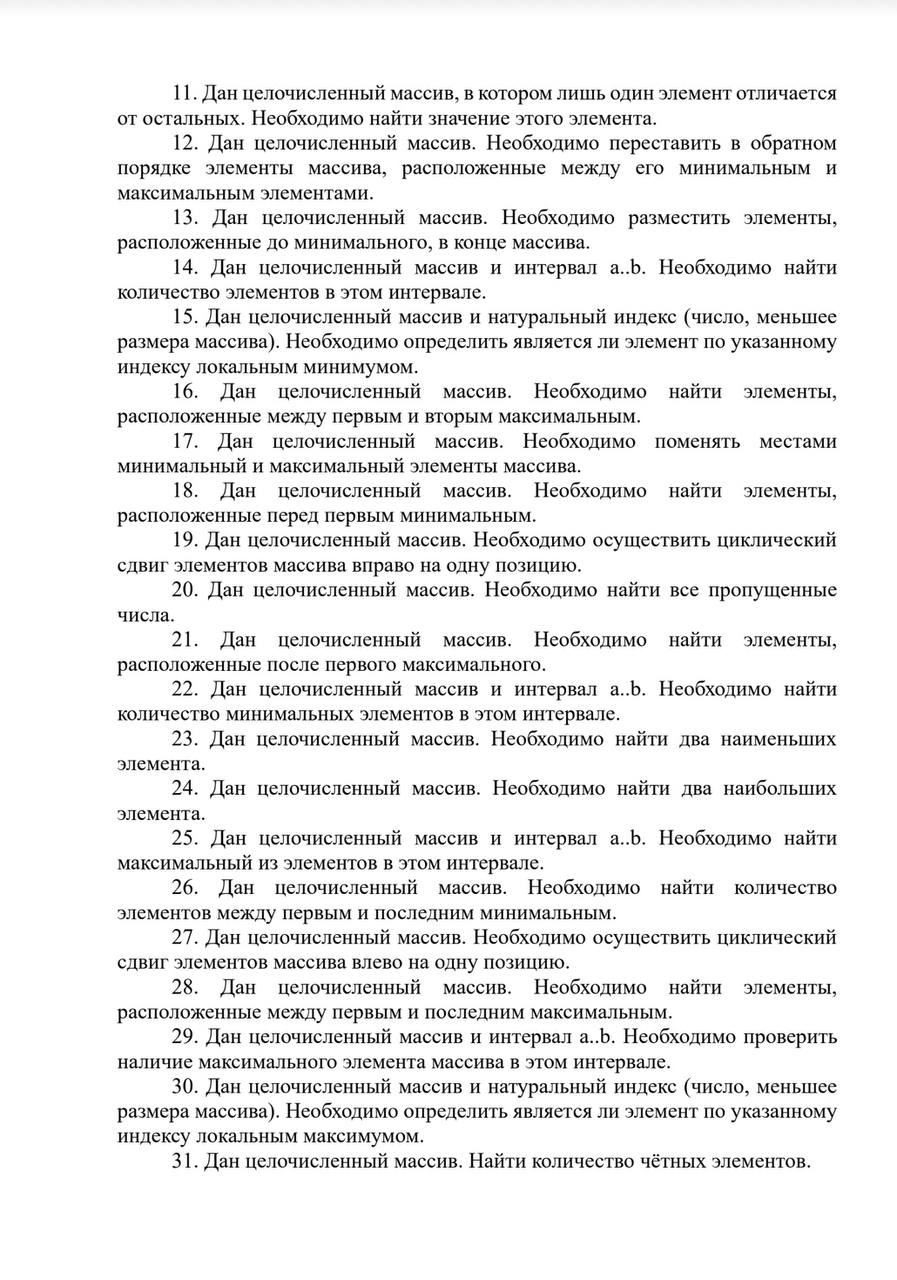 11. Дан целочисленный массив, в котором лишь один элемент отличается
от остальных. Необходимо найти значение этого элемента.
12. Дан целочисленный массив. Необходимо переставить в обратном
порядке элементы массива, расположенные между его минимальным и
максимальным элементами.
13. Дан целочисленный массив. Необходимо разместить элементы,
расположенные до минимального, в конце массива.
14. Дан целочисленный массив и интервал a..b. Необходимо найти
количество элементов в этом интервале.
15. Дан целочисленный массив и натуральный индекс (число, меньшее
размера массива). Необходимо определить является ли элемент по указанному
индексу локальным минимумом.
16. Дан целочисленный массив. Необходимо найти элементы,
расположенные между первым и вторым максимальным.
17. Дан целочисленный массив. Необходимо поменять местами
минимальный и максимальный элементы массива.
18. Дан целочисленный массив. Необходимо найти элементы,
расположенные перед первым минимальным.
19. Дан целочисленный массив. Необходимо осуществить циклический
сдвиг элементов массива вправо на одну позицию.
20. Дан целочисленный массив. Необходимо найти все пропущенные
числа.
21. Дан целочисленный массив. Необходимо найти элементы,
расположенные после первого максимального.
22. Дан целочисленный массив и интервал a..b. Необходимо найти
количество минимальных элементов в этом интервале.
23. Дан целочисленный массив. Необходимо найти два наименьших
элемента.
24. Дан целочисленный массив. Необходимо найти два наибольших
элемента.
25. Дан целочисленный массив и интервал a..b. Необходимо найти
максимальный из элементов в этом интервале.
26. Дан целочисленный массив. Необходимо найти количество
элементов между первым и последним минимальным.
27. Дан целочисленный массив. Необходимо осуществить циклический
сдвиг элементов массива влево на одну позицию.
28. Дан целочисленный массив. Необходимо найти элементы,
расположенные между первым и последним максимальным.
29. Дан целочисленный массив и интервал a..b. Необходимо проверить
наличие максимального элемента массива в этом интервале.
30. Дан целочисленный массив и натуральный индекс (число, меньшее
размера массива). Необходимо определить является ли элемент по указанному
индексу локальным максимумом.
31. Дан целочисленный массив. Найти количество чётных элементов.